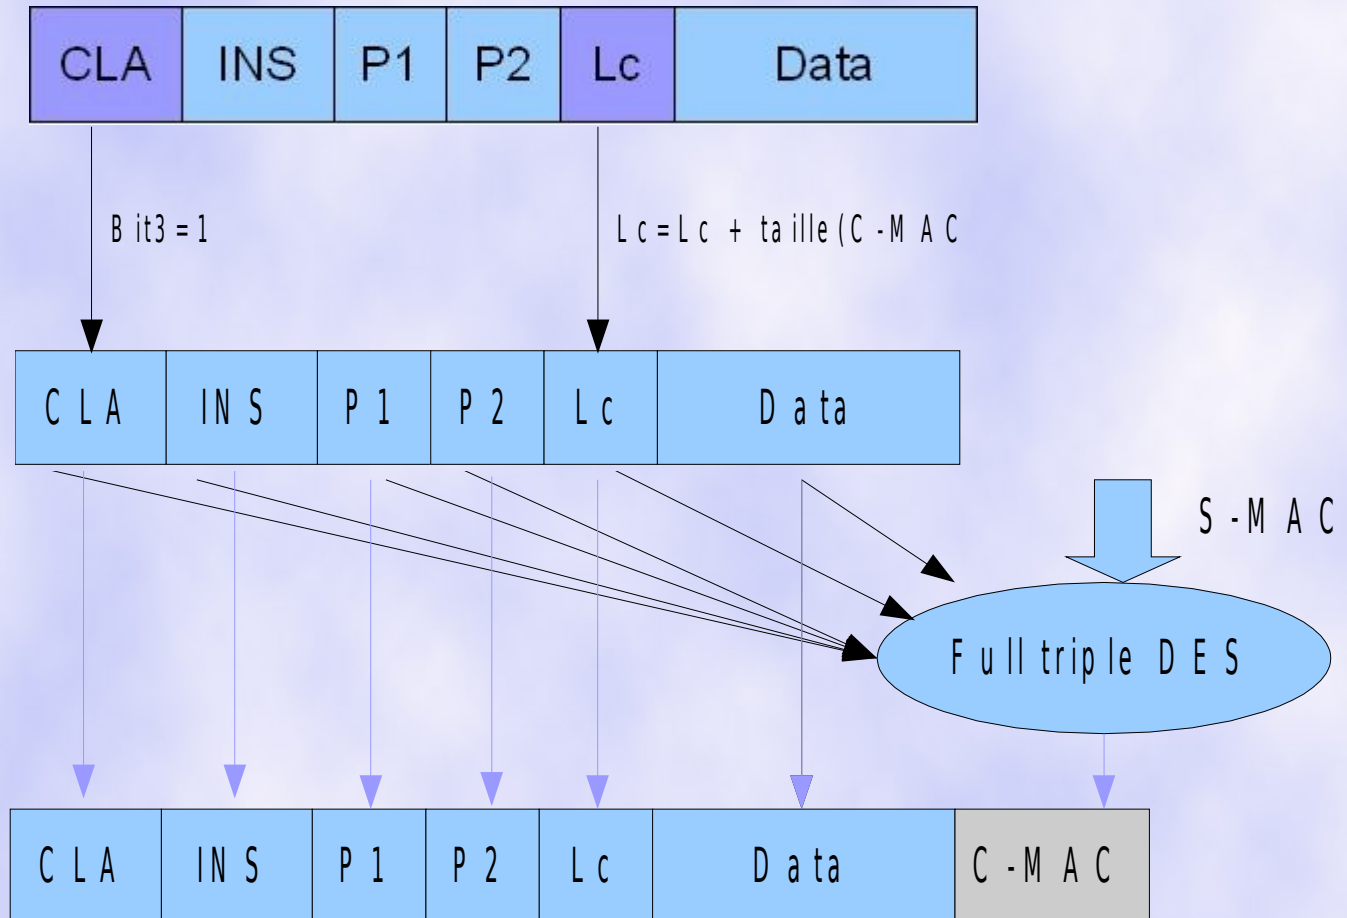 CLA INS P1 P2 Lc Data
Bit3=1 Lc=Lc + taille(C-MAC
CLA INS P1 P2 Lc Data
S-MAC
Full triple DES
CLA INS P1 P2 Lc Data C-MAC